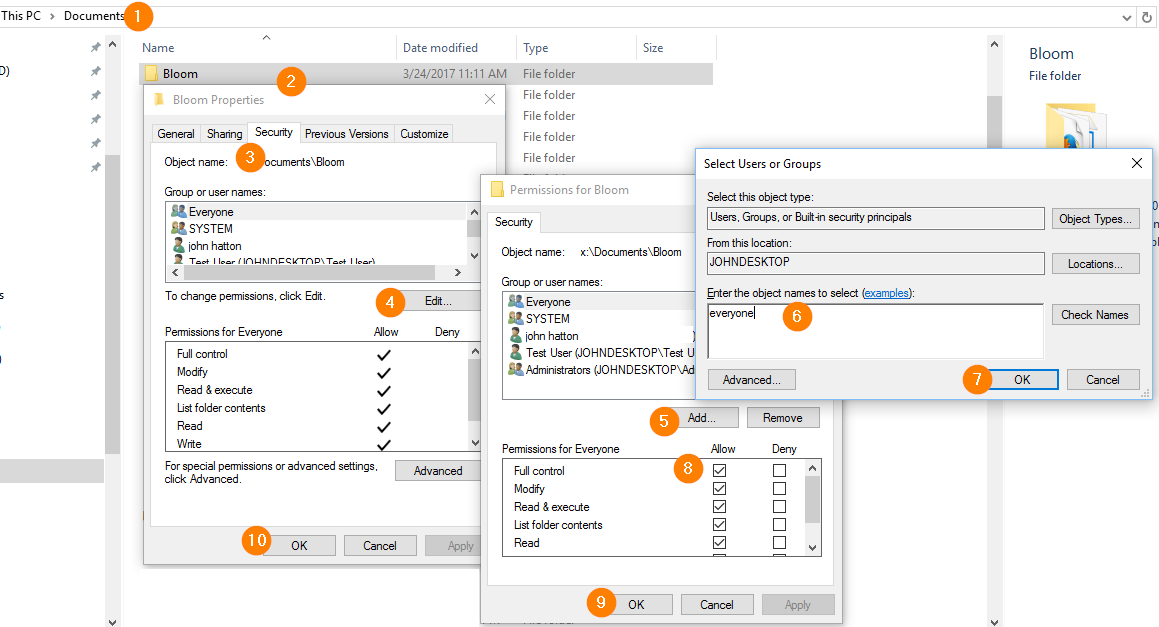 This PC > Documents 1
Name
Date modified
Type
Size
Bloom
3/24/2017 11:11 AM
File folder
File folder
File folder
File folder
File folder
Bloom
File folder
D)
s
)
2
Bloom Properties
General
Sharing
Security
Previous Versions
Customize
3
Object name:
Documents\Bloom
Group or user names:
Everyone
SYSTEM
john hatton
Test User (JOHNDESKTOP\Test User)
To change permissions, click Edit.
4
Edit...
Permissions for Everyone
Allow
Deny
Full control
Modify
Read & execute
List folder contents
Read
Write
For special permissions or advanced settings,
click Advanced.
Advanced
10
OK
Cancel
Apply
Permissions for Bloom
Security
Object name: x:\Documents\Bloom
Group or user names:
Everyone
SYSTEM
john hatton )
Test User (JOHNDESKTOP\Test U
Administrators (JOHNDESKTOP\Ad
5
Add...
Remove
Permissions for Everyone
Allow
Deny
8
Full control
Modify
Read & execute
List folder contents
Read
9
OK
Cancel
Apply
File folder
Select Users or Groups
Select this object type:
Users, Groups, or Built-in security principals
Object Types...
From this location:
JOHNDESKTOP
Locations...
Enter the object names to select (examples):
everyone
6
Check Names
Advanced...
7
OK
Cancel